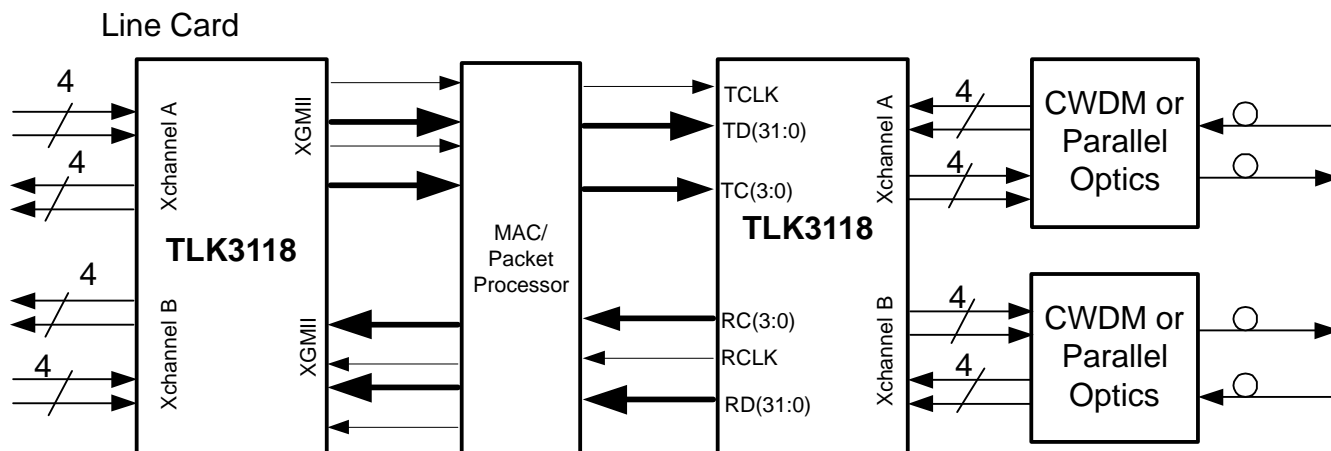 Line Card
4
4
4
4
Xchannel A
Xchannel B
TLK3118
XGMII
XGMII
MAC/
Packet
Processor
TCLK
TD(31:0)
TC(3:0)
TLK3118
RC(3:0)
RCLK
RD(31:0)
Xchannel A
Xchannel B
4
4
4
4
CWDM or
Parallel
Optics
CWDM or
Parallel
Optics